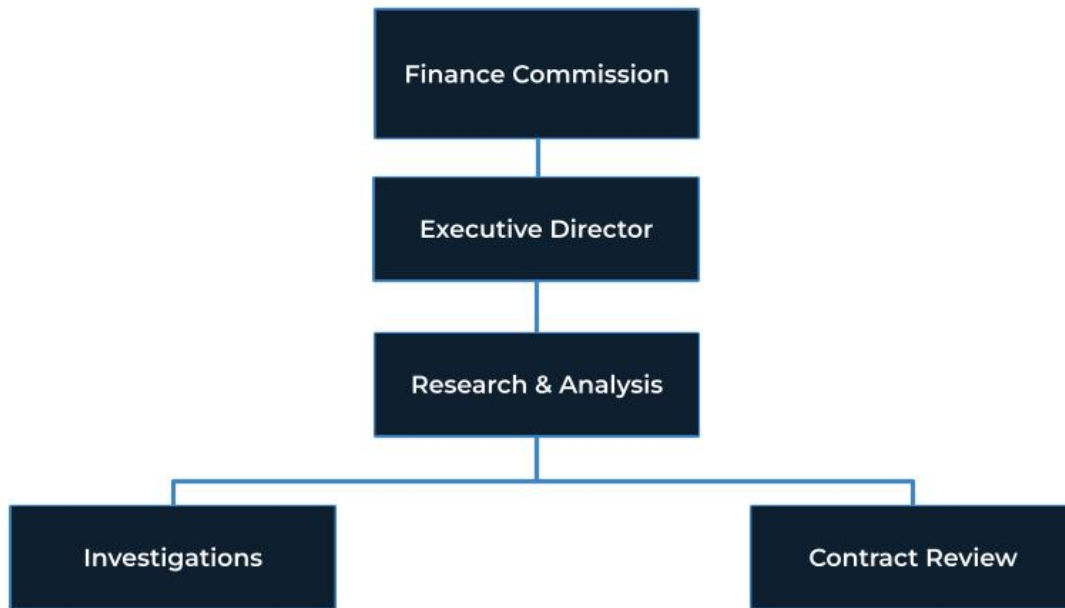 Finance Commission
Executive Director
Research & Analysis
Investigations
Contract Review